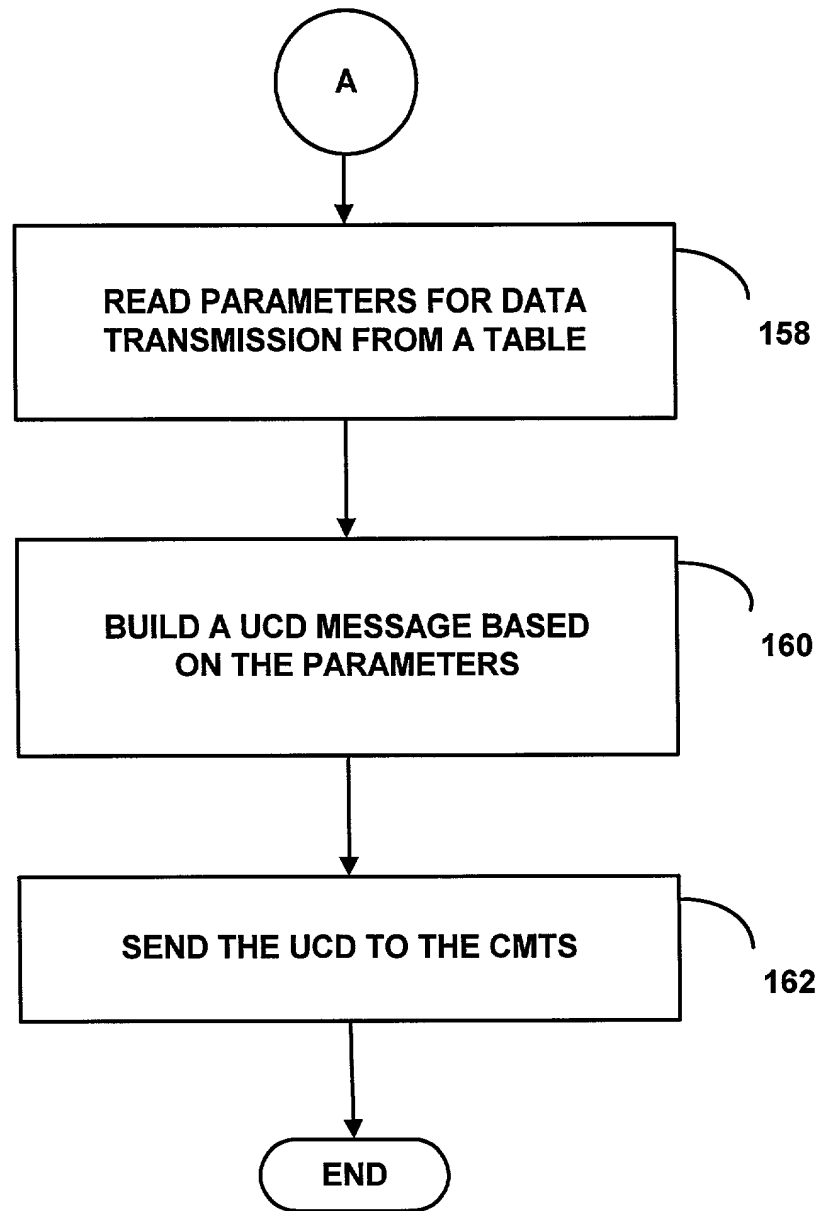 A
READ PARAMETERS FOR DATA
TRANSMISSION FROM A TABLE
158
BUILD A UCD MESSAGE BASED
ON THE PARAMETERS
160
SEND THE UCD TO THE CMTS
162
END